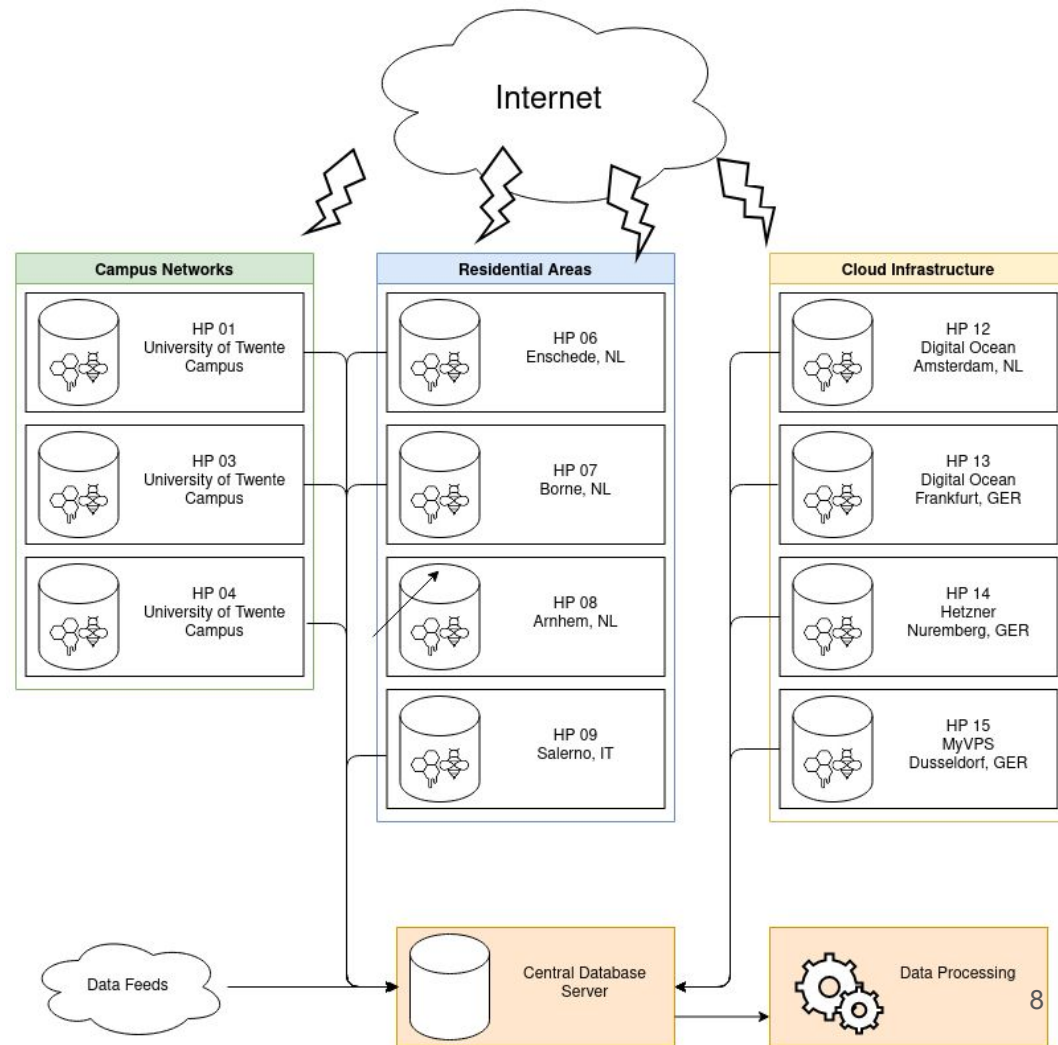 Internet
Campus Networks
HP 01
University of Twente
Campus
HP 03
University of Twente
Campus
HP 04
University of Twente
Campus
Residential Areas
HP 06
Enschede, NL
HP 07
Borne, NL
HP 08
Arnhem, NL
HP 09
Salerno, IT
Cloud Infrastructure
HP 12
Digital Ocean
Amsterdam, NL
HP 13
Digital Ocean
Frankfurt, GER
HP 14
Hetzner
Nuremberg, GER
HP 15
MyVPS
Dusseldorf, GER
Data Feeds
Central Database
Server
Data Processing
8